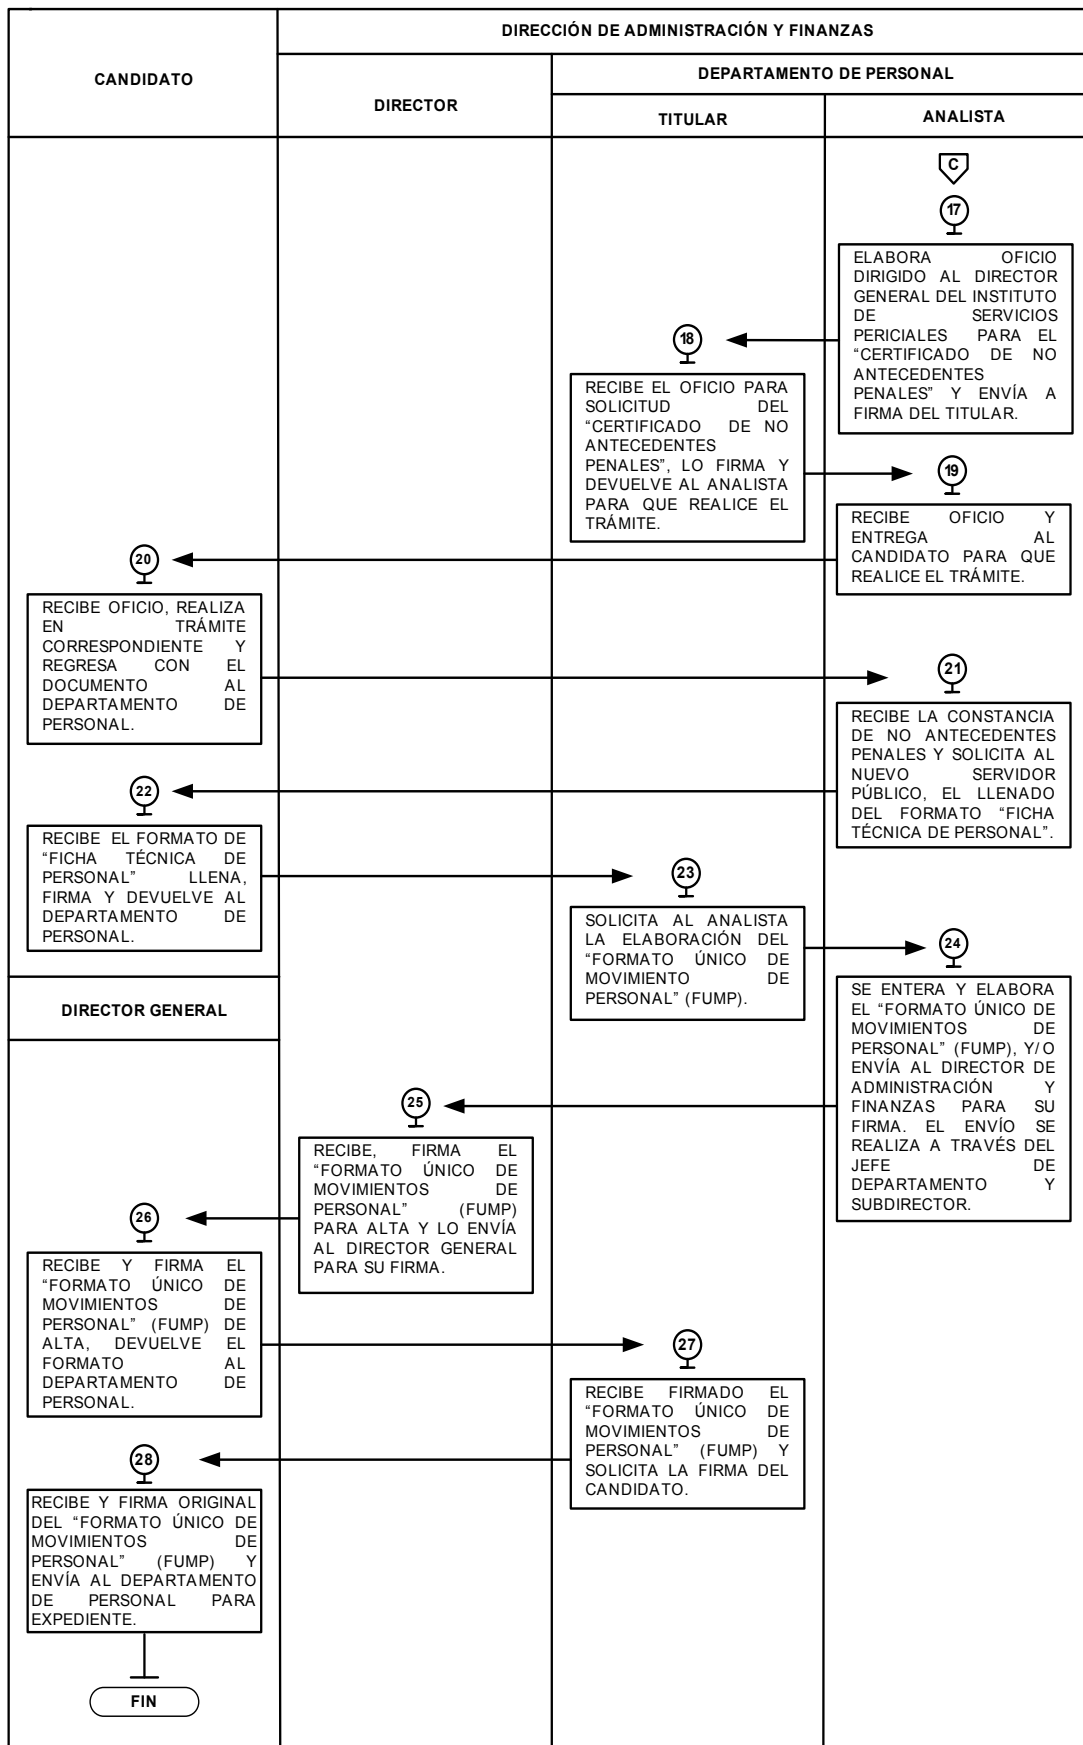 DIRECCIÓN DE ADMINISTRACIÓN Y FINANZAS
CANDIDATO
DIRECTOR
DEPARTAMENTO DE PERSONAL
TITULAR
ANALISTA
C
17
ELABORA OFICIO
DIRIGIDO AL DIRECTOR
GENERAL DEL INSTITUTO
DE SERVICIOS
PERICIALES PARA EL
“CERTIFICADO DE NO
ANTECEDENTES
PENALES” Y ENVÍA A
FIRMA DEL TITULAR.
18
RECIBE EL OFICIO PARA
SOLICITUD DEL
“CERTIFICADO DE NO
ANTECEDENTES
PENALES”, LO FIRMA Y
DEVUELVE AL ANALISTA
PARA QUE REALICE EL
TRÁMITE.
19
RECIBE OFICIO Y
ENTREGA AL
CANDIDATO PARA QUE
REALICE EL TRÁMITE.
20
RECIBE OFICIO, REALIZA
EN TRÁMITE
CORRESPONDIENTE Y
REGRESA CON EL
DOCUMENTO AL
DEPARTAMENTO DE
PERSONAL.
21
RECIBE LA CONSTANCIA
DE NO ANTECEDENTES
PENALES Y SOLICITA AL
NUEVO SERVIDOR
PÚBLICO, EL LLENADO
DEL FORMATO “FICHA
TÉCNICA DE PERSONAL”.
22
RECIBE EL FORMATO DE
“FICHA TÉCNICA DE
PERSONAL” LLENA,
FIRMA Y DEVUELVE AL
DEPARTAMENTO DE
PERSONAL.
23
SOLICITA AL ANALISTA
LA ELABORACIÓN DEL
“FORMATO ÚNICO DE
MOVIMIENTO DE
PERSONAL” (FUMP).
24
SE ENTERA Y ELABORA
EL “FORMATO ÚNICO DE
MOVIMIENTOS DE
PERSONAL” (FUMP), Y/O
ENVÍA AL DIRECTOR DE
ADMINISTRACIÓN Y
FINANZAS PARA SU
FIRMA. EL ENVÍO SE
REALIZA A TRAVÉS DEL
JEFE DE
DEPARTAMENTO Y
SUBDIRECTOR.
DIRECTOR GENERAL
25
RECIBE, FIRMA EL
“FORMATO ÚNICO DE
MOVIMIENTOS DE
PERSONAL” (FUMP)
PARA ALTA Y LO ENVÍA
AL DIRECTOR GENERAL
PARA SU FIRMA.
26
RECIBE Y FIRMA EL
“FORMATO ÚNICO DE
MOVIMIENTOS DE
PERSONAL” (FUMP) DE
ALTA, DEVUELVE EL
FORMATO AL
DEPARTAMENTO DE
PERSONAL.
27
RECIBE FIRMADO EL
“FORMATO ÚNICO DE
MOVIMIENTOS DE
PERSONAL” (FUMP) Y
SOLICITA LA FIRMA DEL
CANDIDATO.
28
RECIBE Y FIRMA ORIGINAL
DEL “FORMATO ÚNICO DE
MOVIMIENTOS DE
PERSONAL” (FUMP) Y
ENVÍA AL DEPARTAMENTO
DE PERSONAL PARA
EXPEDIENTE.
FIN